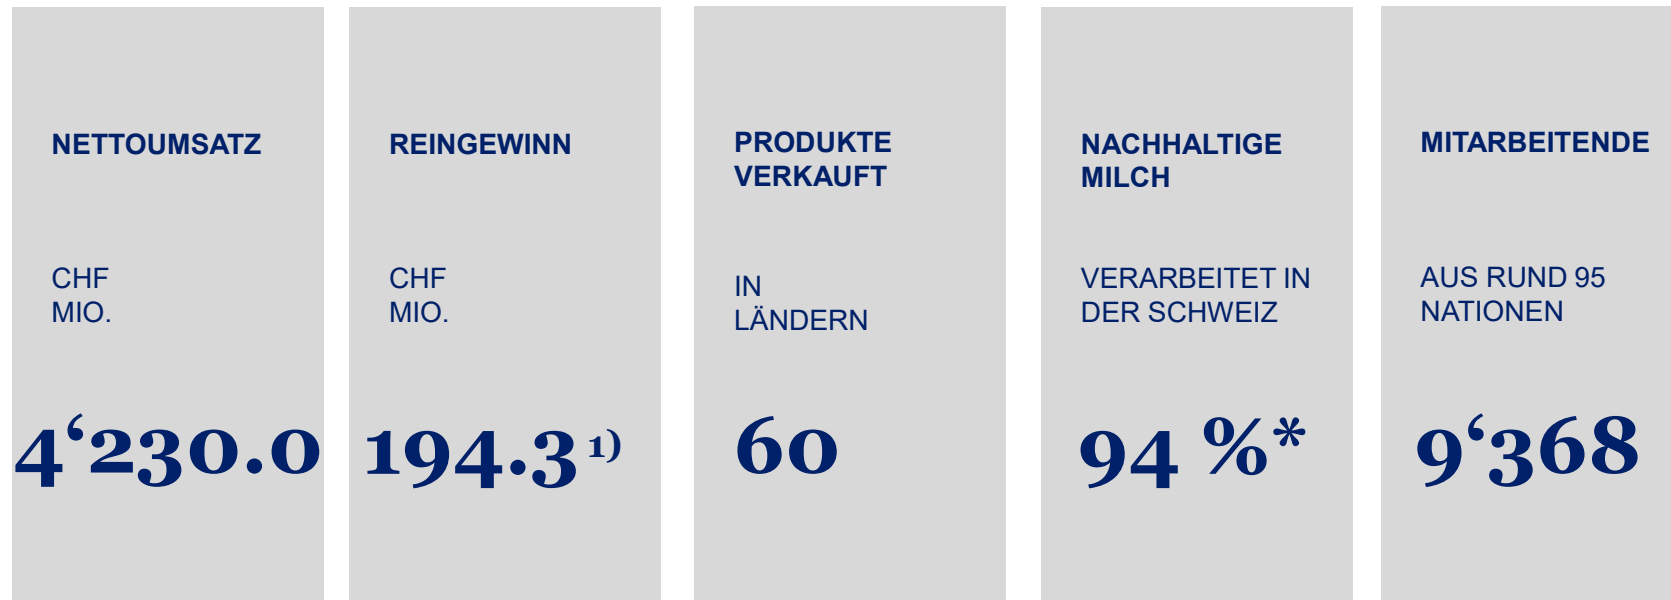 NETTOUMSATZ
CHF
MIO.
4‘230.0
REINGEWINN
CHF
MIO.
194.3 1)
PRODUKTE
VERKAUFT
IN
LÄNDERN
60
NACHHALTIGE
MILCH
VERARBEITET IN
DER SCHWEIZ
94 %*
MITARBEITENDE
AUS RUND 95
NATIONEN
9‘368